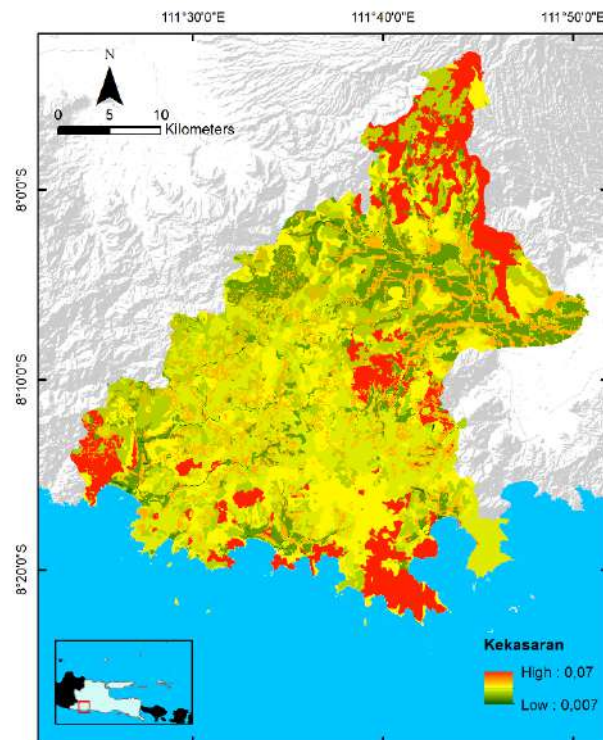 111°30'0"E 111°40'0"E 111°50'0"E
N
0 5 10
Kilometers
8°0'0"S
8°10'0"S
8°20'0"S
Kekasaran
High : 0,07
Low : 0,007